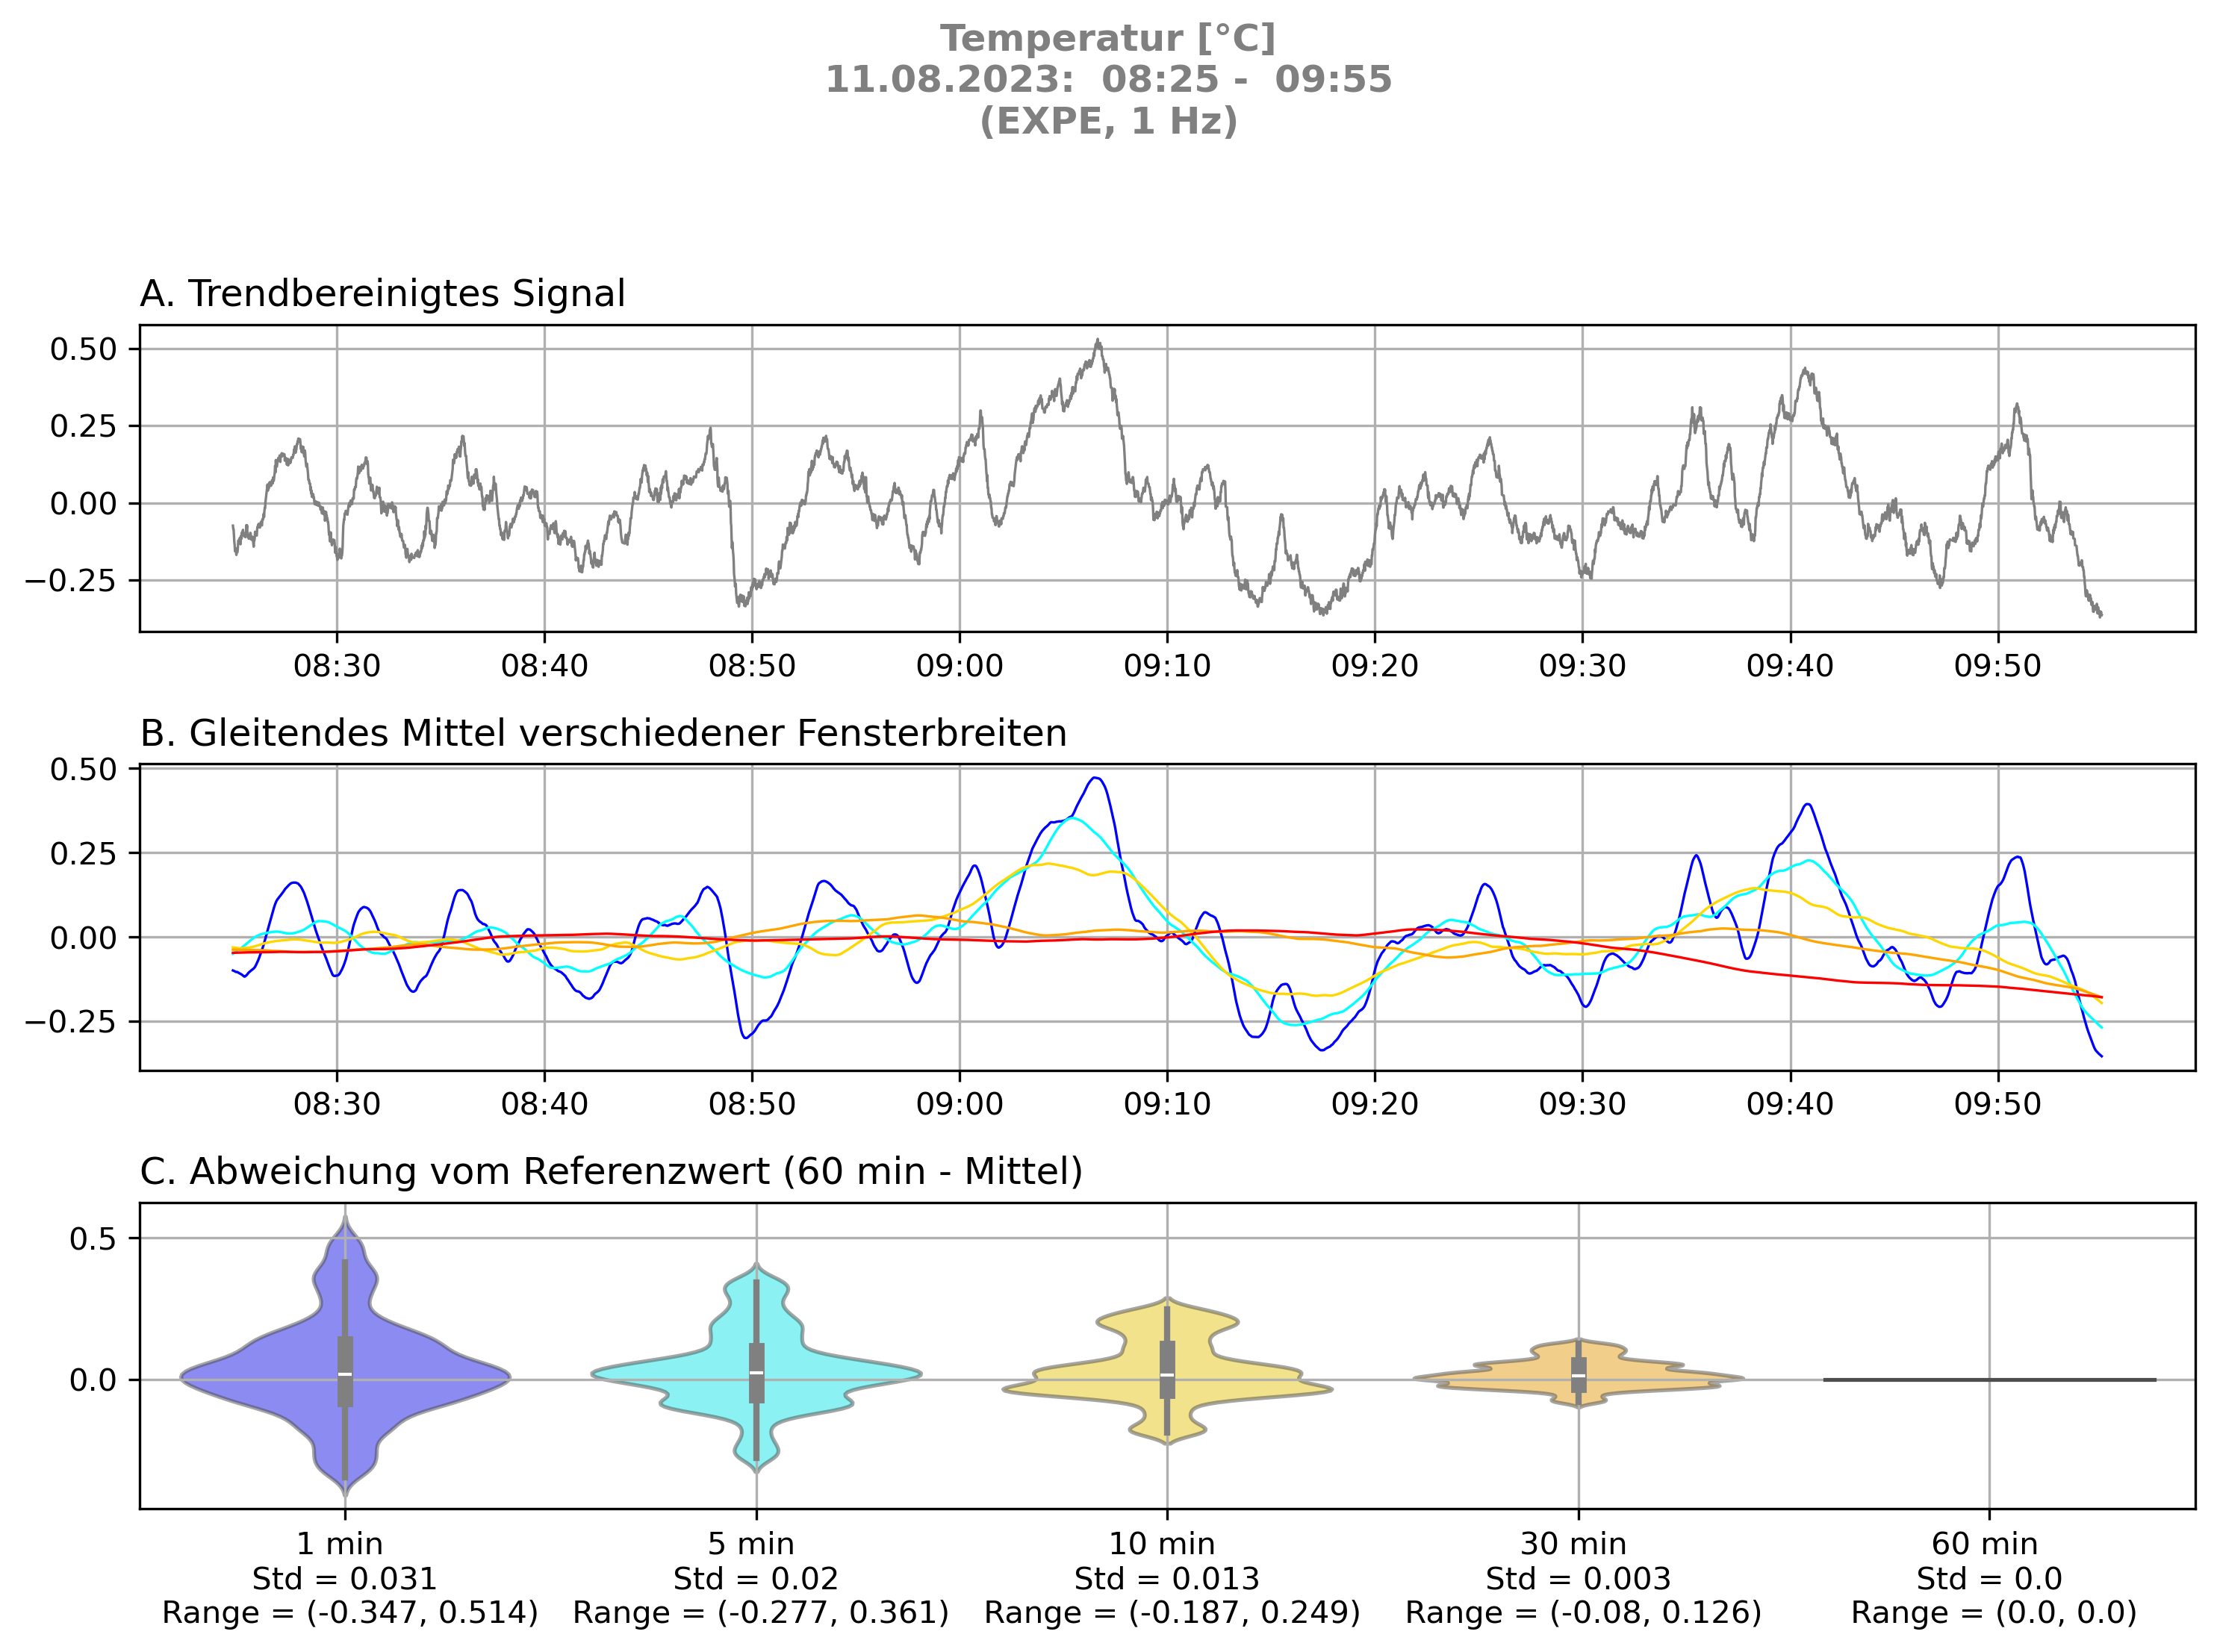 Temperatur [°C]
11.08.2023:  08:25 -  09:55
(EXPE, 1 Hz)
A. Trendbereinigtes Signal
0.50
0.25
0.00
−0.25
08:30 08:40 08:50 09:00 09:10 09:20 09:30 09:40 09:50
B. Gleitendes Mittel verschiedener Fensterbreiten
0.50
0.25
0.00
−0.25
08:30 08:40 08:50 09:00 09:10 09:20 09:30 09:40 09:50
C. Abweichung vom Referenzwert (60 min - Mittel)
0.5
0.0
1 min 5 min 10 min 30 min 60 min
Std = 0.031 Std = 0.02 Std = 0.013 Std = 0.003 Std = 0.0
Range = (-0.347, 0.514) Range = (-0.277, 0.361) Range = (-0.187, 0.249) Range = (-0.08, 0.126) Range = (0.0, 0.0)